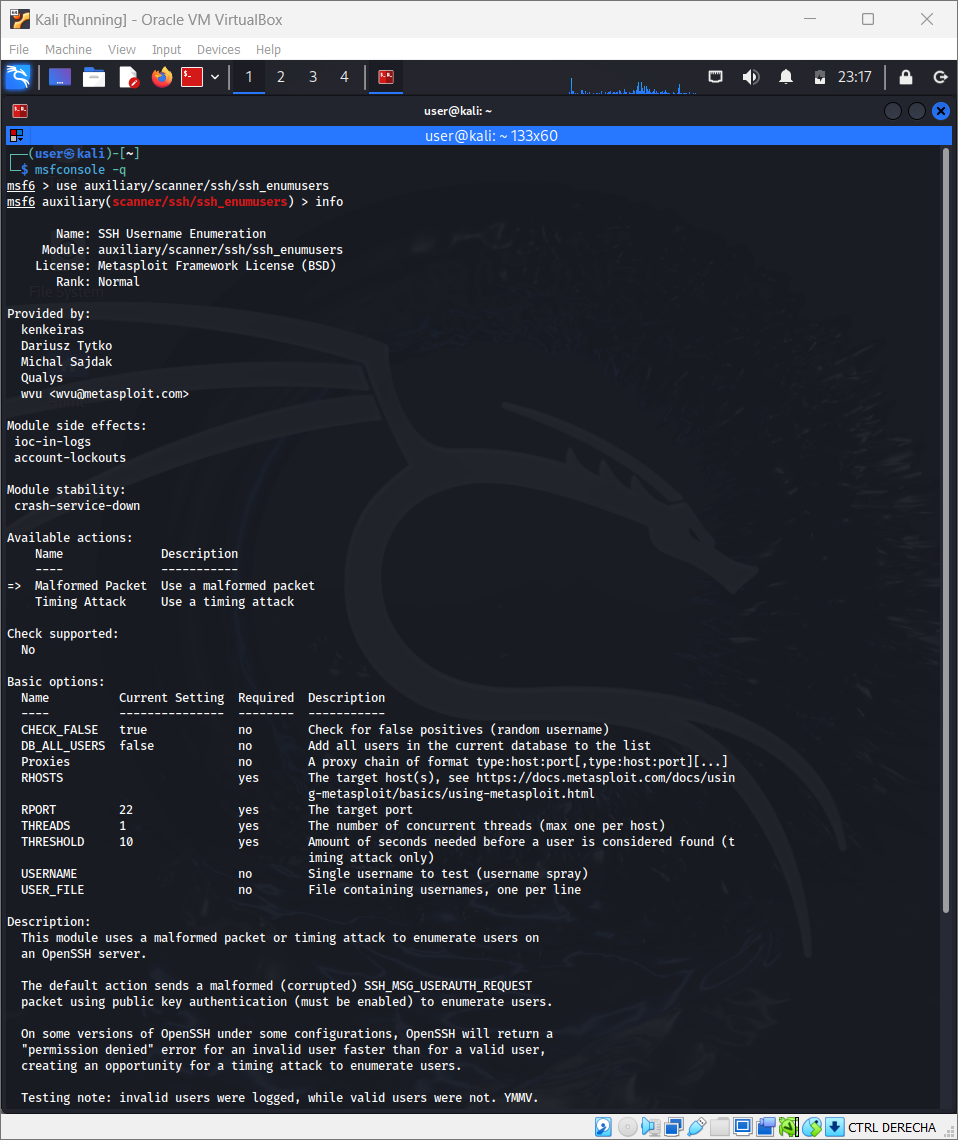 Kali [Running] - Oracle VM VirtualBox
File Machine View Input Devices Help
1 2 3 4 23:17
user@kali: ~
user@kali: ~ 133x60
┌──(user㉿kali)-[~]
└─$ msfconsole -q
msf6 > use auxiliary/scanner/ssh/ssh_enumusers
msf6 auxiliary(scanner/ssh/ssh_enumusers) > info
Name: SSH Username Enumeration
Module: auxiliary/scanner/ssh/ssh_enumusers
License: Metasploit Framework License (BSD)
Rank: Normal
File System
Provided by:
kenkeiras
Dariusz Tytko
Michal Sajdak
Qualys
wvu <wvu@metasploit.com>
Module side effects:
ioc-in-logs
account-lockouts
Module stability:
crash-service-down
Available actions:
Name Description
---- -----------
=> Malformed Packet Use a malformed packet
Timing Attack Use a timing attack
Check supported:
No
Basic options:
Name Current Setting Required Description
---- --------------- -------- -----------
CHECK_FALSE true no Check for false positives (random username)
DB_ALL_USERS false no Add all users in the current database to the list
Proxies no A proxy chain of format type:host:port[,type:host:port][...]
RHOSTS yes The target host(s), see https://docs.metasploit.com/docs/usin
g-metasploit/basics/using-metasploit.html
RPORT 22 yes The target port
THREADS 1 yes The number of concurrent threads (max one per host)
THRESHOLD 10 yes Amount of seconds needed before a user is considered found (t
iming attack only)
USERNAME no Single username to test (username spray)
USER_FILE no File containing usernames, one per line
Description:
This module uses a malformed packet or timing attack to enumerate users on
an OpenSSH server.
The default action sends a malformed (corrupted) SSH_MSG_USERAUTH_REQUEST
packet using public key authentication (must be enabled) to enumerate users.
On some versions of OpenSSH under some configurations, OpenSSH will return a
"permission denied" error for an invalid user faster than for a valid user,
creating an opportunity for a timing attack to enumerate users.
Testing note: invalid users were logged, while valid users were not. YMMV.
CTRL DERECHA